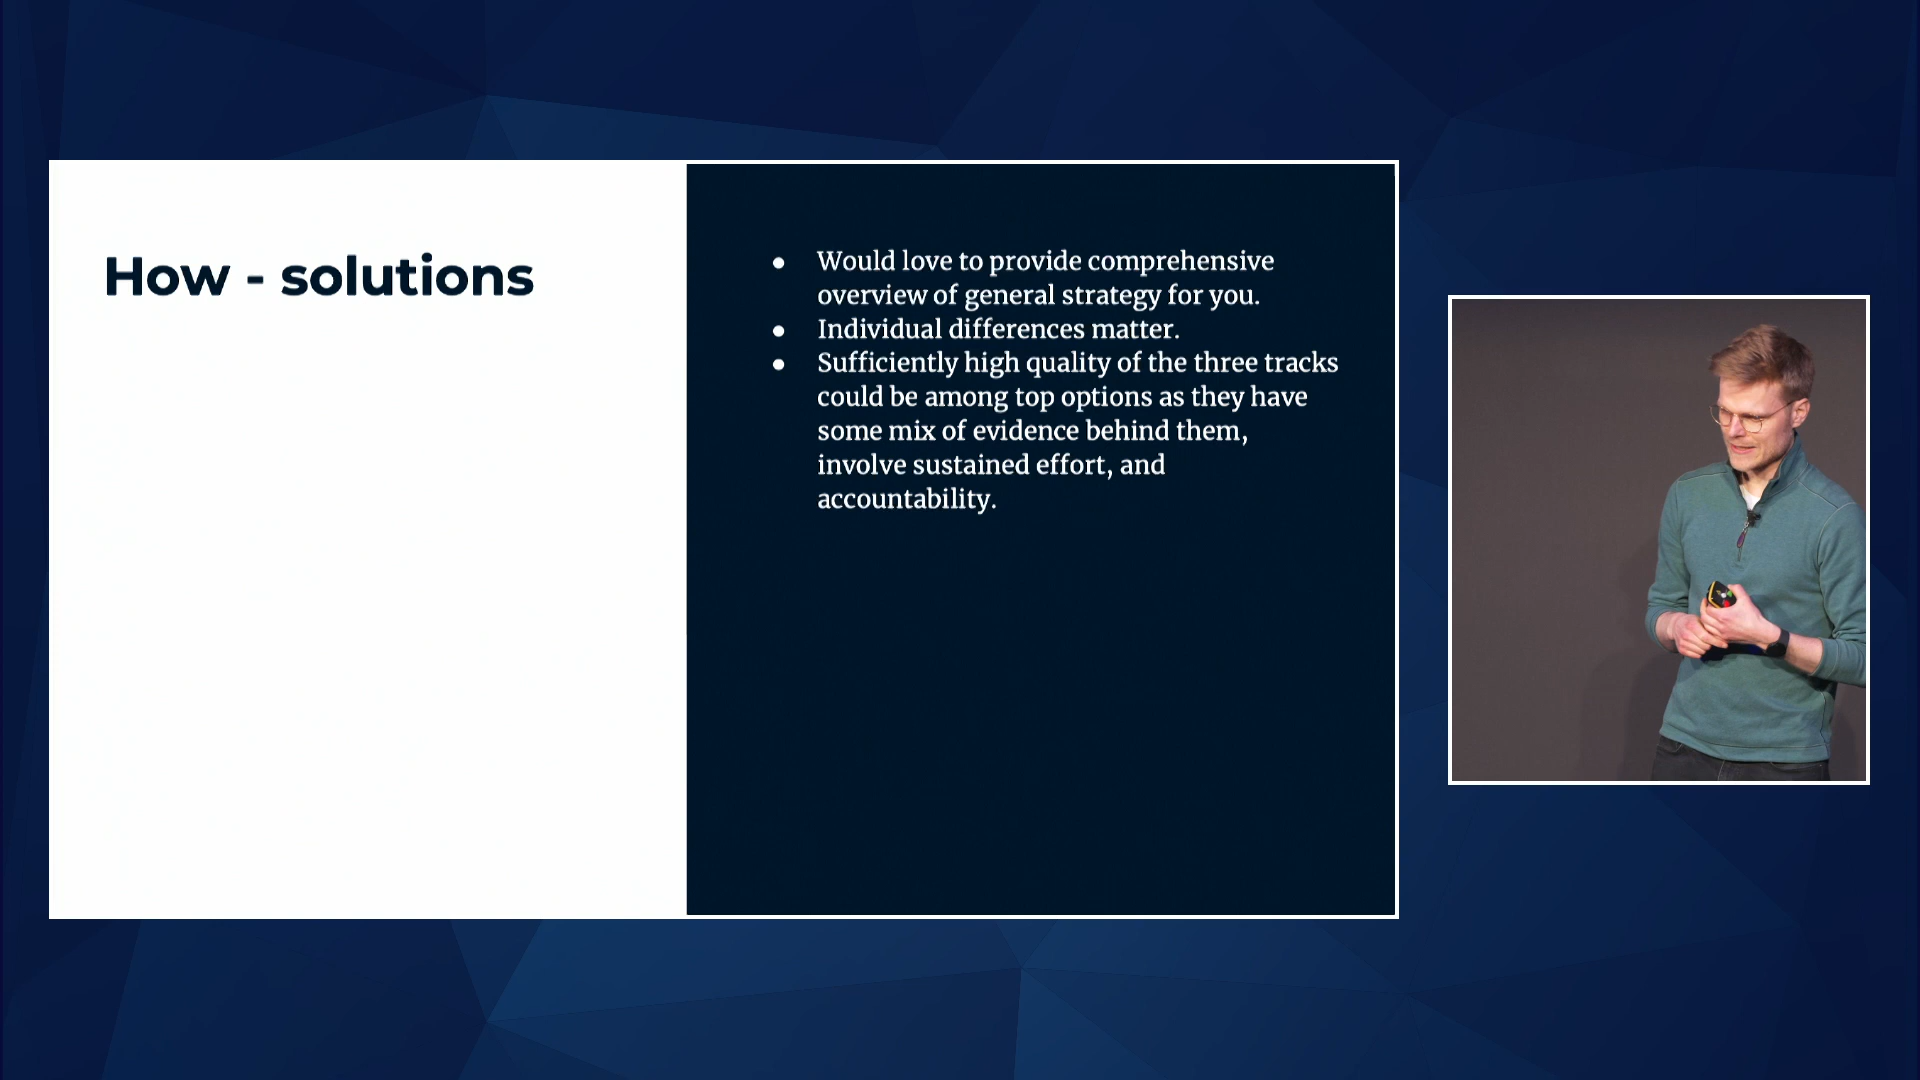 How - solutions
● Would love to provide comprehensive
overview of general strategy for you.
● Individual differences matter.
● Sufficiently high quality of the three tracks
could be among top options as they have
some mix of evidence behind them,
involve sustained effort, and
accountability.